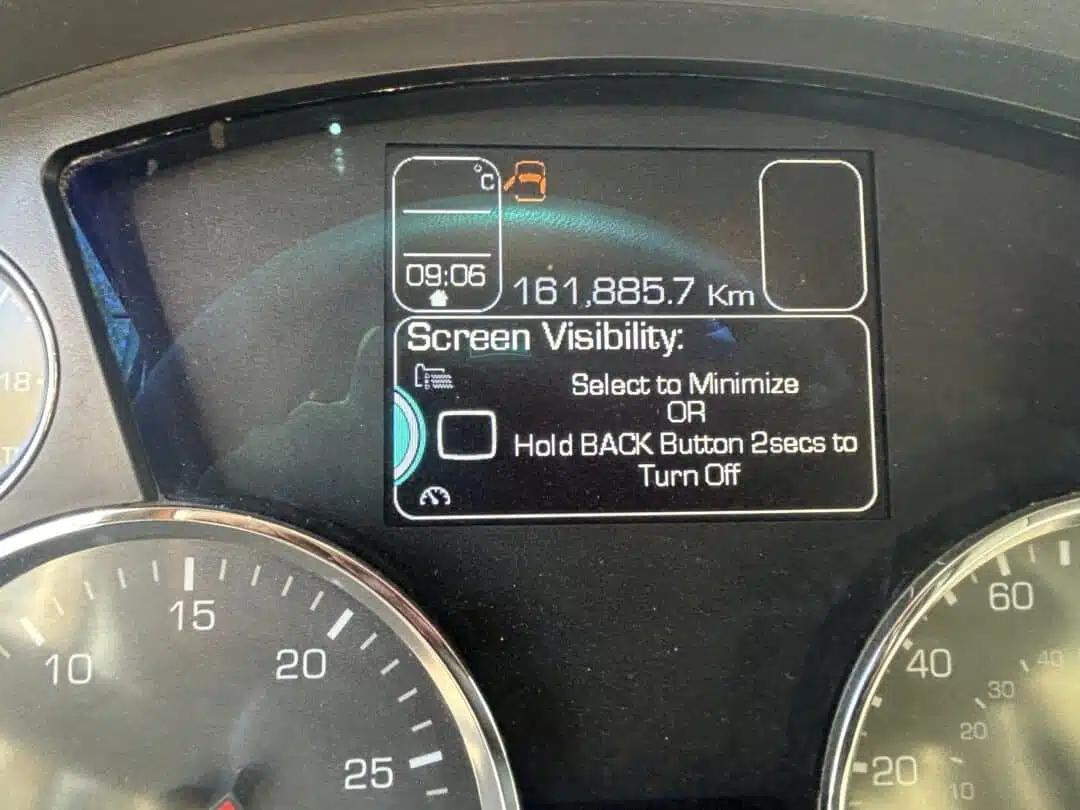 °C
09:06
161,885.7 Km
Screen Visibility:
Select to Minimize
OR
Hold BACK Button 2secs to
Turn Off
18
10
15
20
25
60
40
20
40
30
20
10